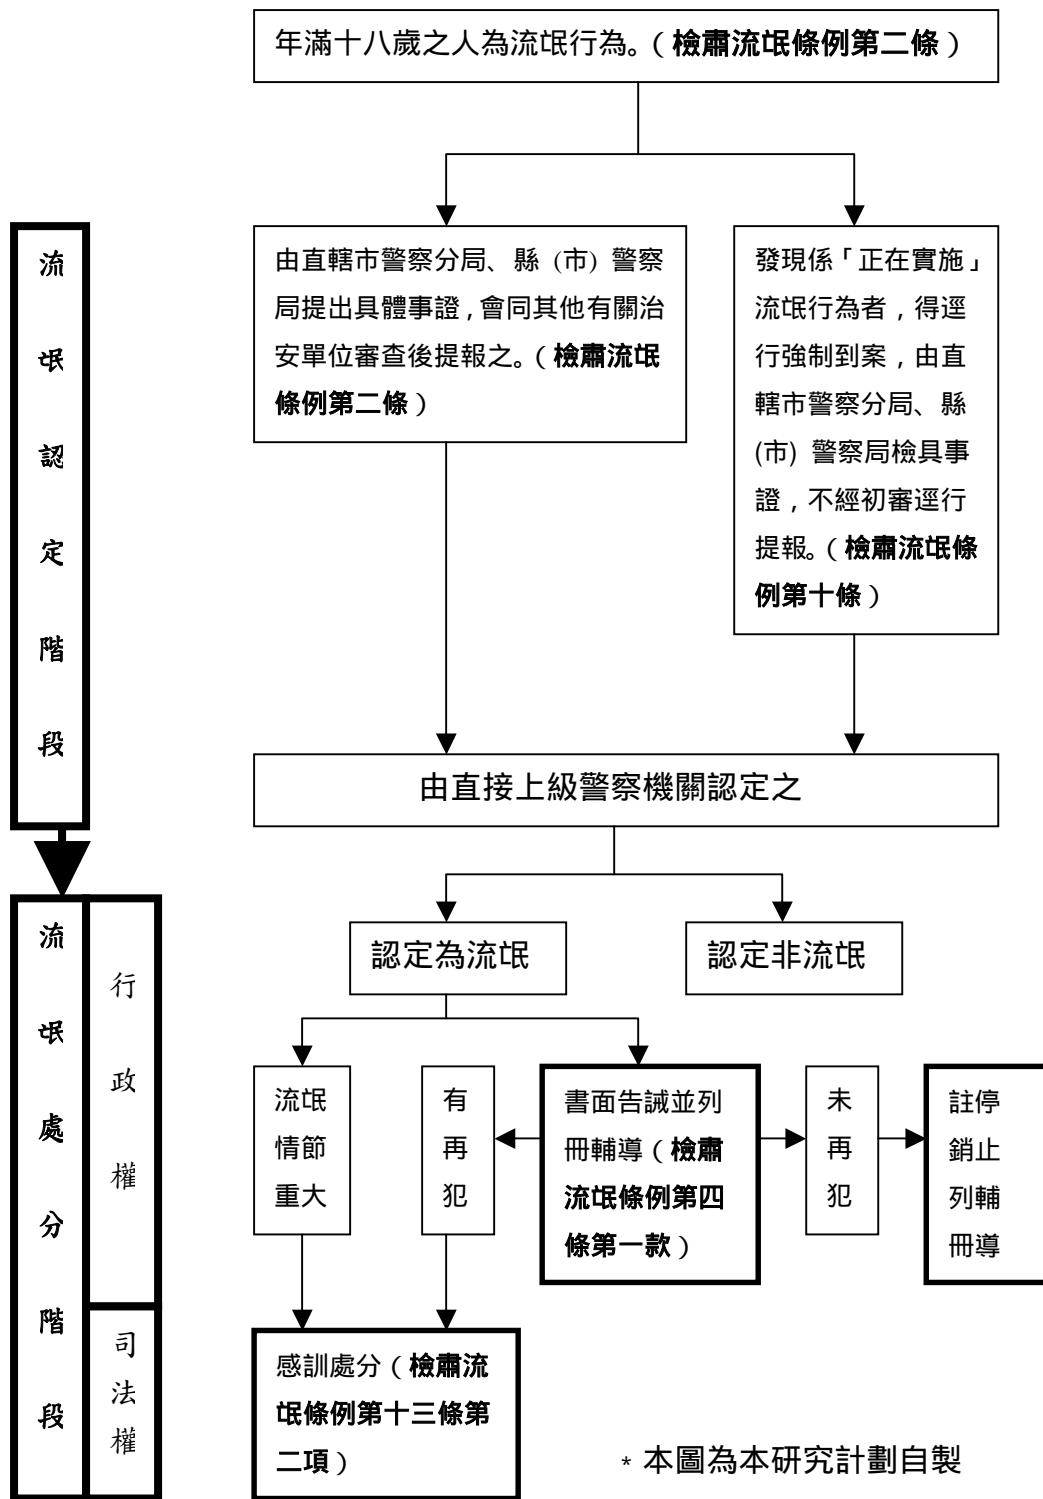 年滿十八歲之人為流氓行為。（檢肅流氓條例第二條）
流氓認定階段
由直轄市警察分局、縣 (市) 警察
局提出具體事證，會同其他有關治
安單位審查後提報之。（檢肅流氓
條例第二條）
發現係「正在實施」
流氓行為者，得逕
行強制到案，由直
轄市警察分局、縣
(市) 警察局檢具事
證，不經初審逕行
提報。（檢肅流氓條
例第十條）
由直接上級警察機關認定之
流氓處分階段
行政權
司法權
認定為流氓
認定非流氓
流氓
情節
重大
有
再
犯
書面告誡並列
冊輔導（檢肅
流氓條例第四
條第一款）
未
再
犯
註停
銷止
列輔
冊導
感訓處分（檢肅流
氓條例第十三條第
二項）
* 本圖為本研究計劃自製